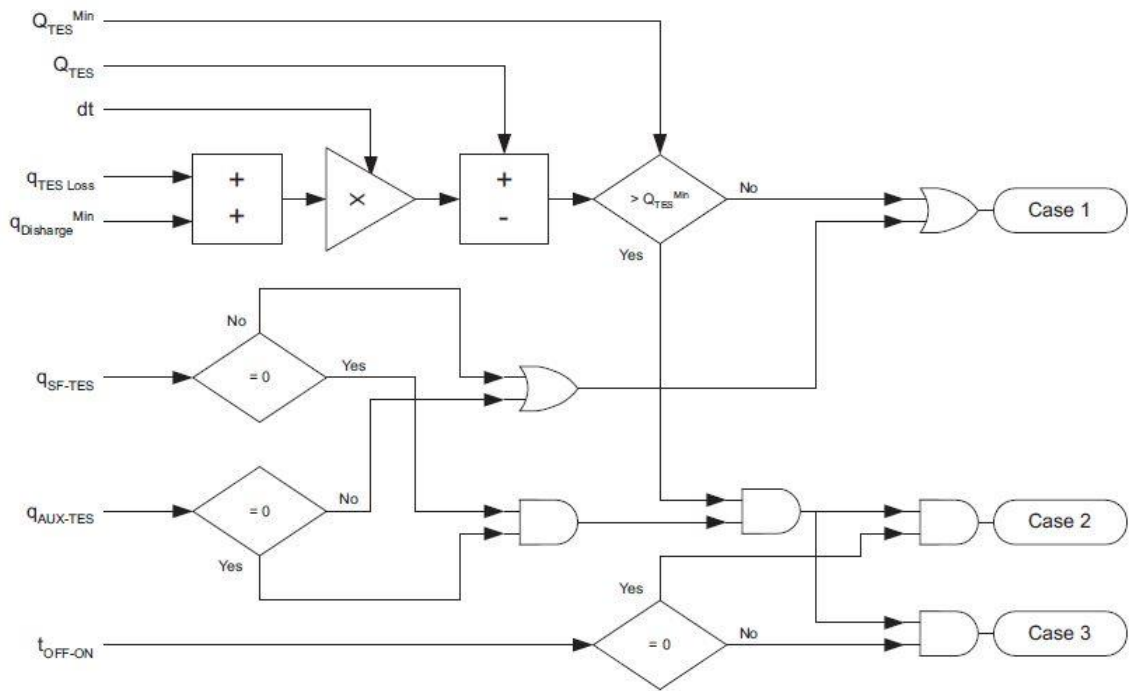 Q_TES^Min
Q_TES
dt
q_TES Loss
q_Disharge^Min
+
+
X
+
-
> Q_TES^Min
No
Yes
Case 1
No
q_SF-TES
= 0
Yes
q_AUX-TES
= 0
No
Yes
Case 2
Yes
t_OFF-ON
= 0
No
Case 3